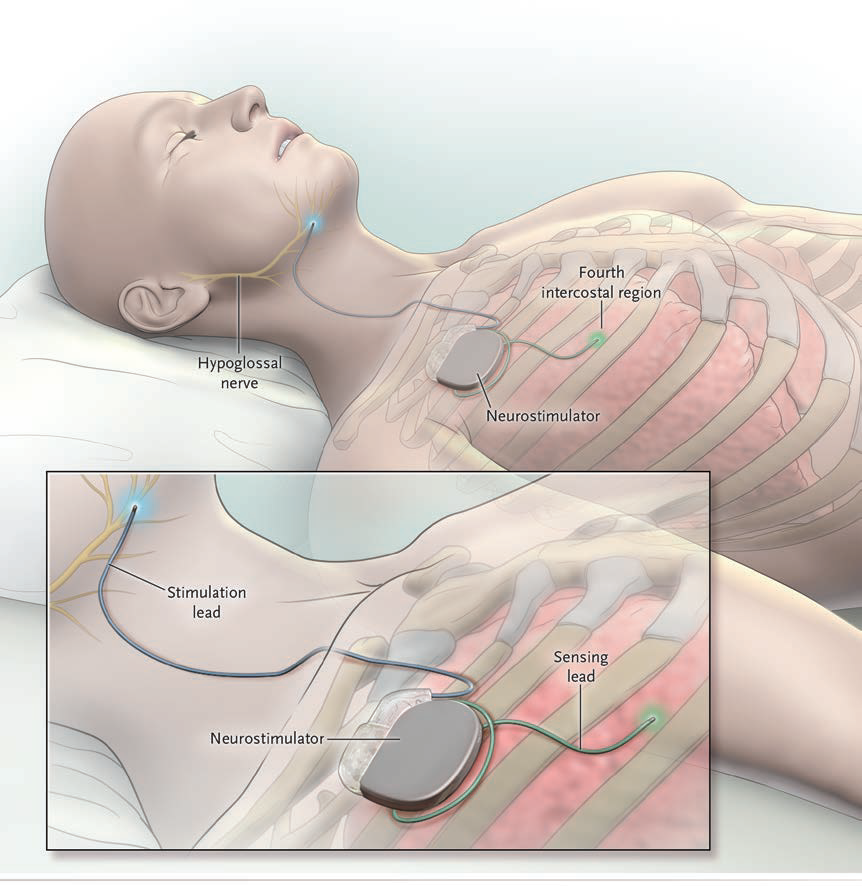 Fourth
intercostal region
Hypoglossal
nerve
Neurostimulator
Stimulation
lead
Sensing
lead
Neurostimulator